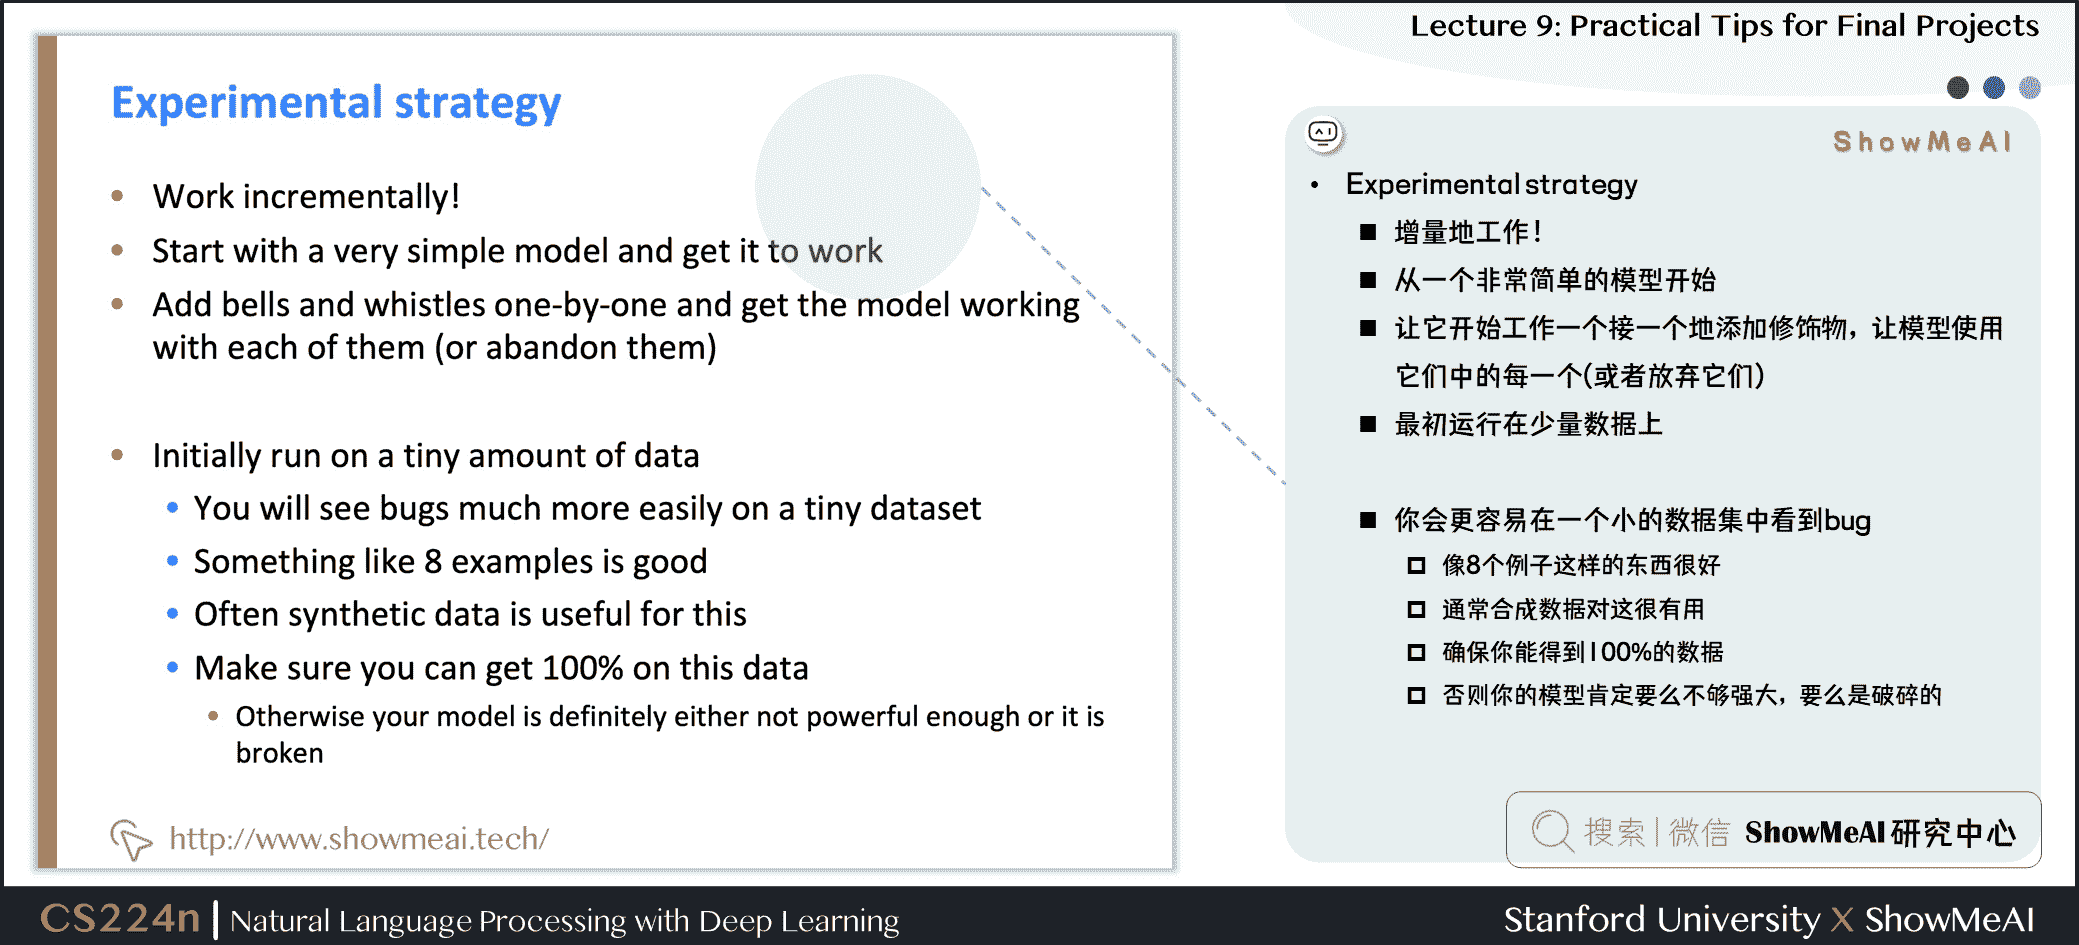 Lecture 9: Practical Tips for Final Projects
Experimental strategy
• Work incrementally!
• Start with a very simple model and get it to work
• Add bells and whistles one-by-one and get the model working
with each of them (or abandon them)
• Initially run on a tiny amount of data
• You will see bugs much more easily on a tiny dataset
• Something like 8 examples is good
• Often synthetic data is useful for this
• Make sure you can get 100% on this data
• Otherwise your model is definitely either not powerful enough or it is
broken
http://www.showmeai.tech/
ShowMeAI
• Experimental strategy
■ 增量地工作！
■ 从一个非常简单的模型开始
■ 让它开始工作一个接一个地添加修饰物，让模型使用
它们中的每一个(或者放弃它们)
■ 最初运行在少量数据上
■ 你会更容易在一个小的数据集中看到bug
□ 像8个例子这样的东西很好
□ 通常合成数据对这很有用
□ 确保你能得到100%的数据
□ 否则你的模型肯定要么不够强大，要么是破碎的
搜索|微信 ShowMeAI 研究中心
CS224n | Natural Language Processing with Deep Learning
Stanford University X ShowMeAI